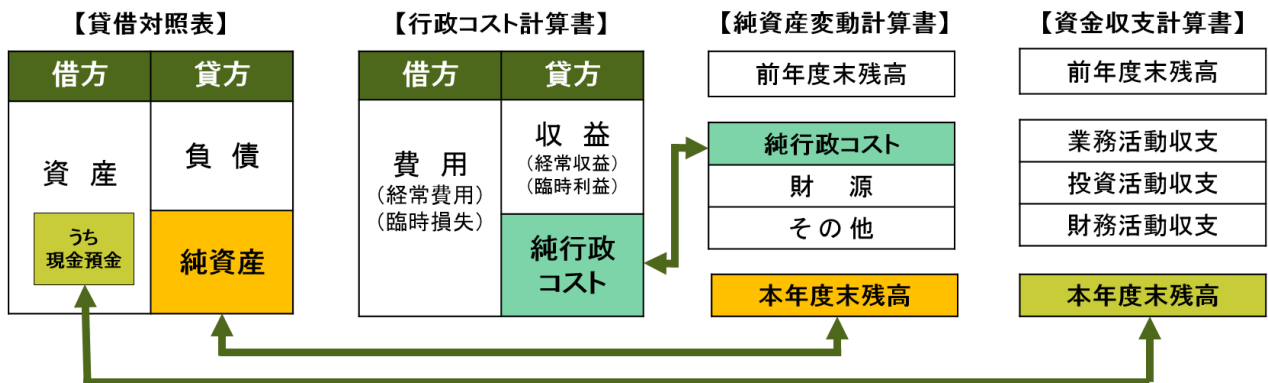 【貸借対照表】
借方
貸方
資産
うち
現金預金
負債
純資産
【行政コスト計算書】
借方
貸方
費用
（経常費用）
（臨時損失）
収益
（経常収益）
（臨時利益）
純行政
コスト
【純資産変動計算書】
前年度末残高
純行政コスト
財源
その他
本年度末残高
【資金収支計算書】
前年度末残高
業務活動収支
投資活動収支
財務活動収支
本年度末残高